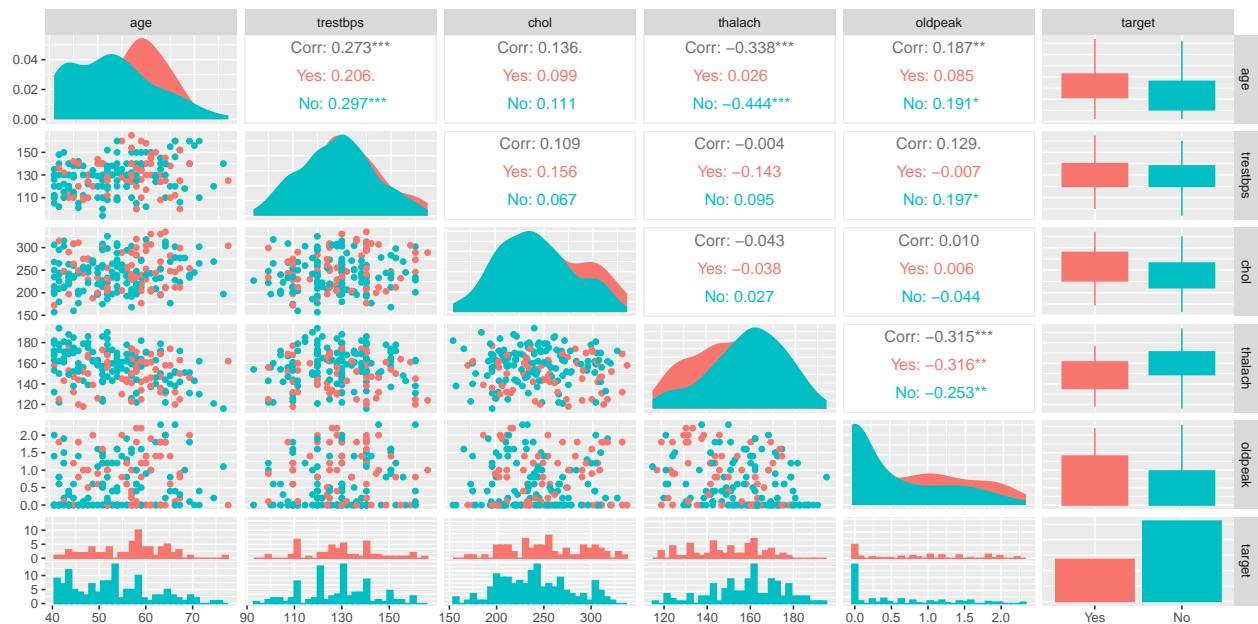 age trestbps chol thalach oldpeak target
0.04
0.02
0.00
Corr: 0.273***
Yes: 0.206.
No: 0.297***
Corr: 0.136.
Yes: 0.099
No: 0.111
Corr: −0.338***
Yes: 0.026
No: −0.444***
Corr: 0.187**
Yes: 0.085
No: 0.191*
age
150
130
110
Corr: 0.109
Yes: 0.156
No: 0.067
Corr: −0.004
Yes: −0.143
No: 0.095
Corr: 0.129.
Yes: −0.007
No: 0.197*
trestbps
300
250
200
150
Corr: −0.043
Yes: −0.038
No: 0.027
Corr: 0.010
Yes: 0.006
No: −0.044
chol
180
160
140
120
Corr: −0.315***
Yes: −0.316**
No: −0.253**
thalach
2.0
1.5
1.0
0.5
0.0
oldpeak
10
5
0
10
5
0
target
40 50 60 70
90 110 130 150
150 200 250 300
120 140 160 180
0.0 0.5 1.0 1.5 2.0
Yes No